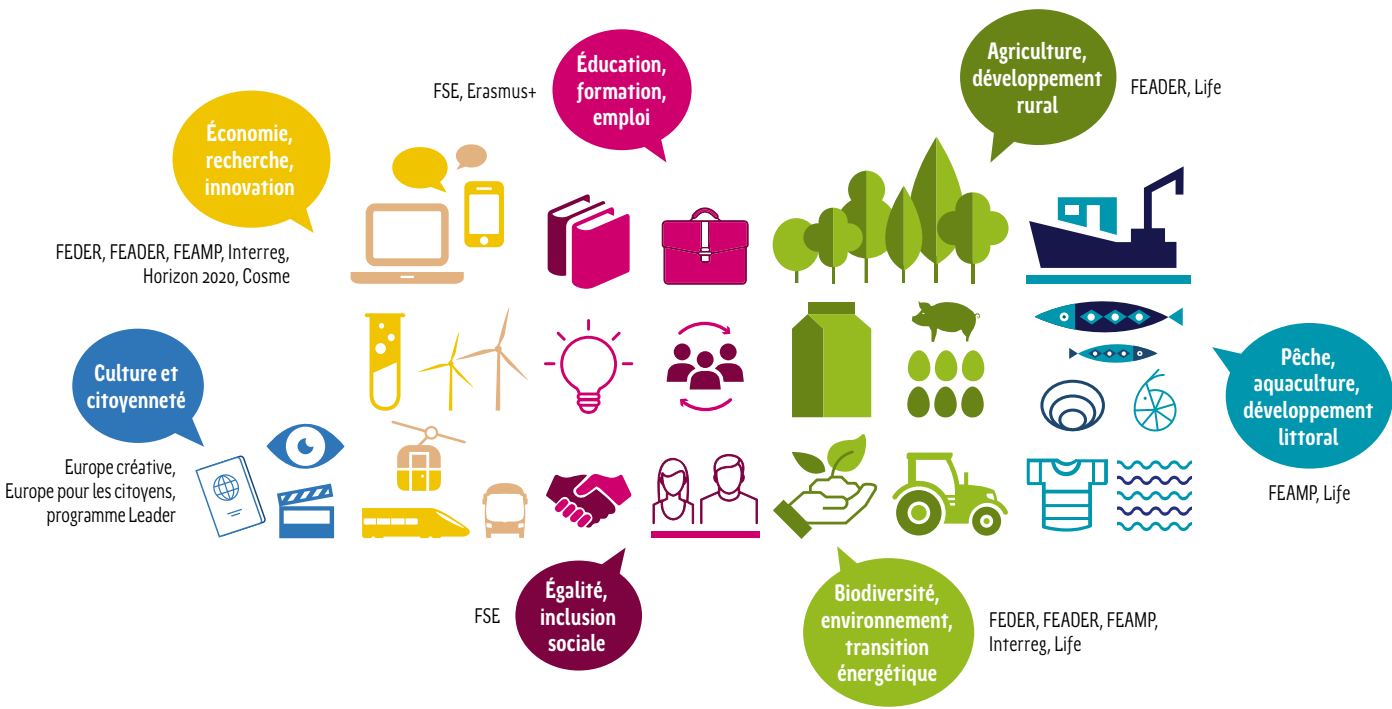 Économie,
recherche,
innovation
FEDER, FEADER, FEAMP, Interreg,
Horizon 2020, Cosme
FSE, Erasmus+
Éducation,
formation,
emploi
Agriculture,
développement
rural
FEADER, Life
Culture et
citoyenneté
Europe créative,
Europe pour les citoyens,
programme Leader
Pêche,
aquaculture,
développement
littoral
FEAMP, Life
FSE
Égalité,
inclusion
sociale
Biodiversité,
environnement,
transition
énergétique
FEDER, FEADER, FEAMP,
Interreg, Life